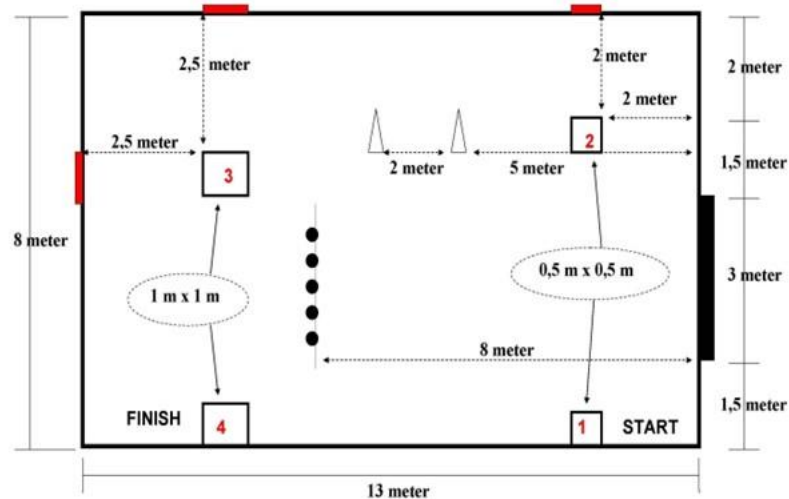 2,5 meter
2 meter
2 meter
2 meter
2,5 meter
3
2 meter
5 meter
2
1,5 meter
8 meter
1 m x 1 m
0,5 m x 0,5 m
3 meter
8 meter
FINISH
4
1
START
1,5 meter
13 meter